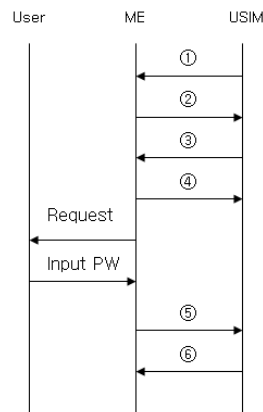 User ME USIM
①
②
③
④
Request
Input PW
⑤
⑥